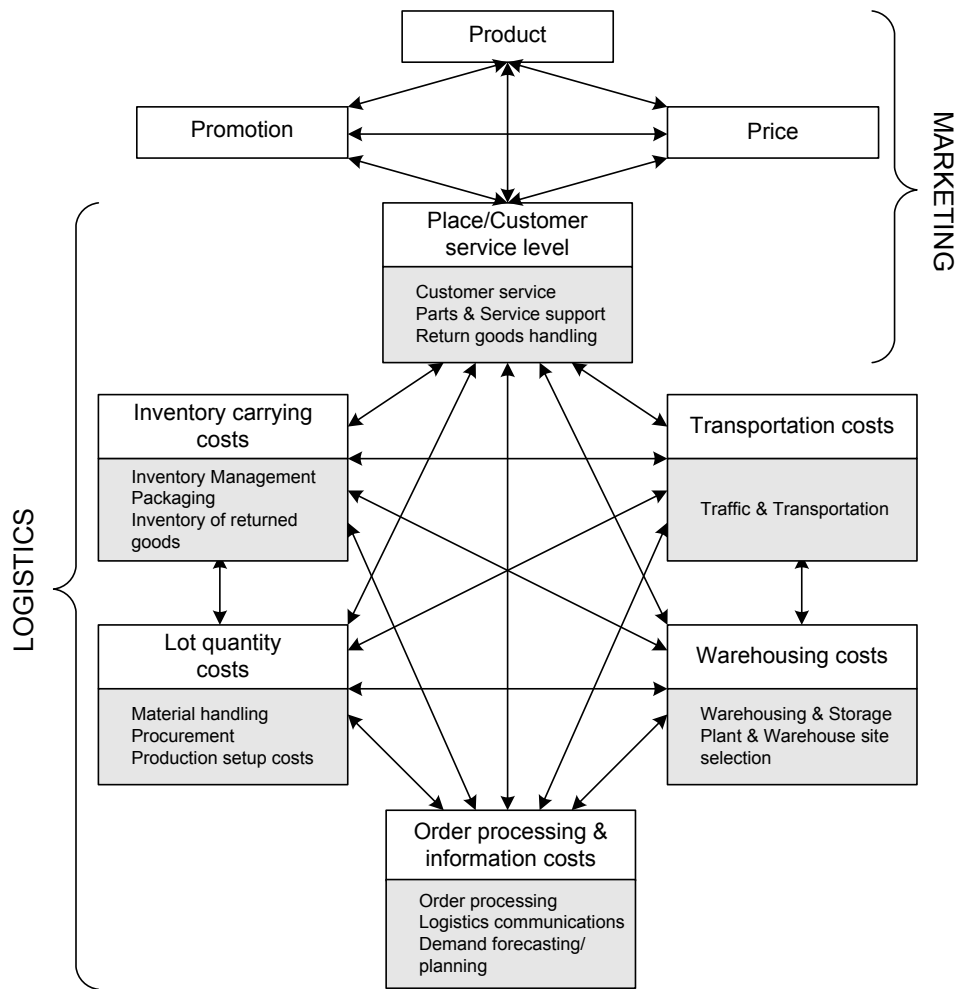 Product
Promotion
Price
MARKETING
Place/Customer
service level
Customer service
Parts & Service support
Return goods handling
LOGISTICS
Inventory carrying
costs
Inventory Management
Packaging
Inventory of returned
goods
Transportation costs
Traffic & Transportation
Lot quantity
costs
Material handling
Procurement
Production setup costs
Warehousing costs
Warehousing & Storage
Plant & Warehouse site
selection
Order processing &
information costs
Order processing
Logistics communications
Demand forecasting/
planning